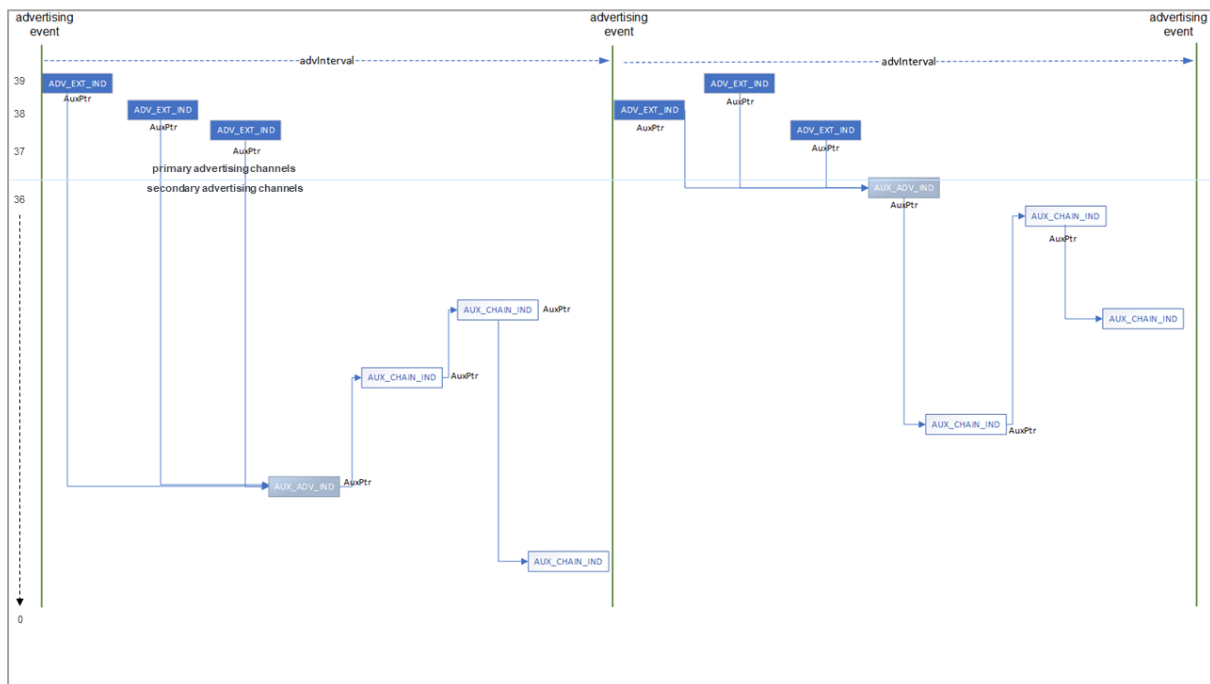 advertising
event
advertising
event
advertising
event
advInterval
advInterval
39
ADV_EXT_IND
AuxPtr
ADV_EXT_IND
AuxPtr
38
ADV_EXT_IND
AuxPtr
ADV_EXT_IND
AuxPtr
ADV_EXT_IND
AuxPtr
ADV_EXT_IND
AuxPtr
37
primary advertising channels
secondary advertising channels
36
AUX_ADV_IND
AuxPtr
AUX_CHAIN_IND
AuxPtr
AUX_CHAIN_IND
AuxPtr
AUX_CHAIN_IND
AUX_CHAIN_IND
AuxPtr
AUX_CHAIN_IND
AuxPtr
AUX_ADV_IND
AuxPtr
AUX_CHAIN_IND
0